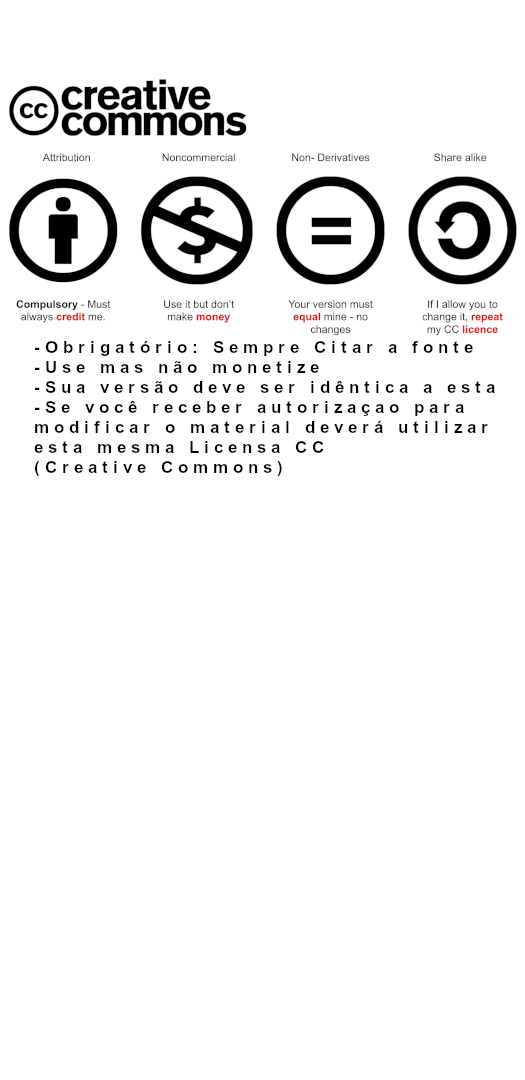 cc creative
commons
Attribution
Noncommercial
Non- Derivatives
Share alike
$
=
Compulsory - Must
always credit me.
Use it but don't
make money
Your version must
equal mine - no
changes
If I allow you to
change it, repeat
my CC licence
-Obrigatório: Sempre Citar a fonte
-Use mas não monetize
-Sua versão deve ser idêntica a esta
-Se você receber autorizaçao para
modificar o material deverá utilizar
esta mesma Licensa CC
(Creative Commons)